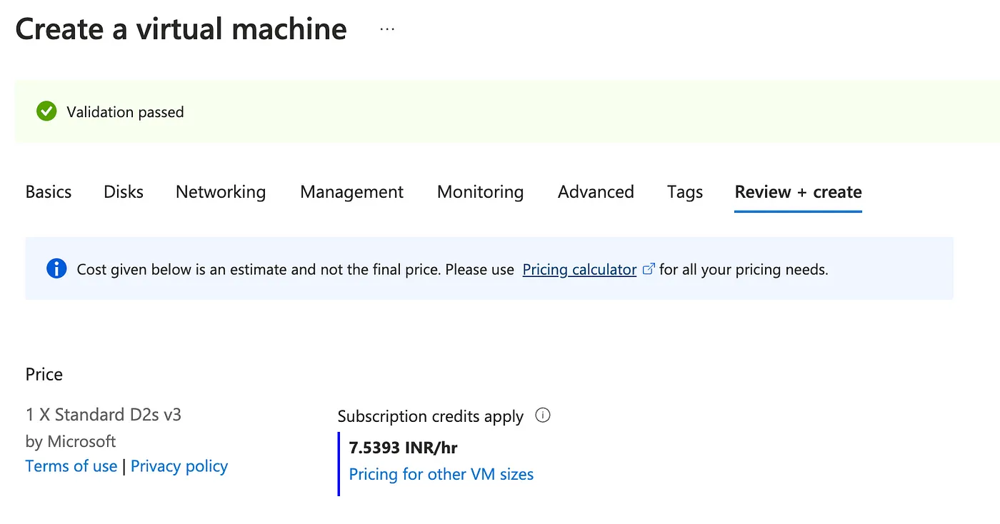 Create a virtual machine ...
Validation passed
Basics Disks Networking Management Monitoring Advanced Tags Review + create
Cost given below is an estimate and not the final price. Please use Pricing calculator for all your pricing needs.
Price
1 X Standard D2s v3
by Microsoft
Terms of use | Privacy policy
Subscription credits apply
7.5393 INR/hr
Pricing for other VM sizes